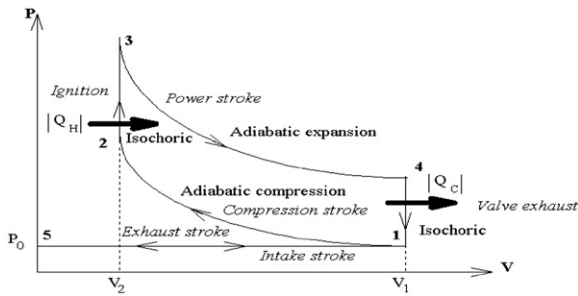 P
3
Ignition
Power stroke
|Q_H|
Isochoric
Adiabatic expansion
2
4
|Q_C|
Adiabatic compression
Compression stroke
Valve exhaust
P_0
5
Exhaust stroke
1
Isochoric
Intake stroke
V_2
V_1
V